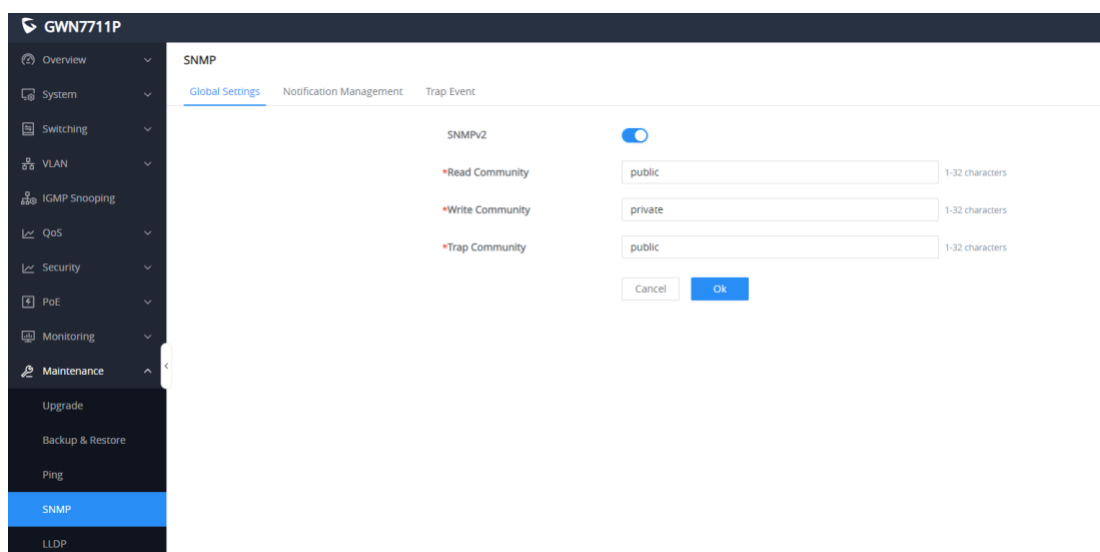 GWN7711P
Overview
System
Switching
VLAN
IGMP Snooping
QoS
Security
PoE
Monitoring
Maintenance
Upgrade
Backup & Restore
Ping
SNMP
LLDP
SNMP
Global Settings Notification Management Trap Event
SNMPv2
*Read Community public 1-32 characters
*Write Community private 1-32 characters
*Trap Community public 1-32 characters
Cancel Ok